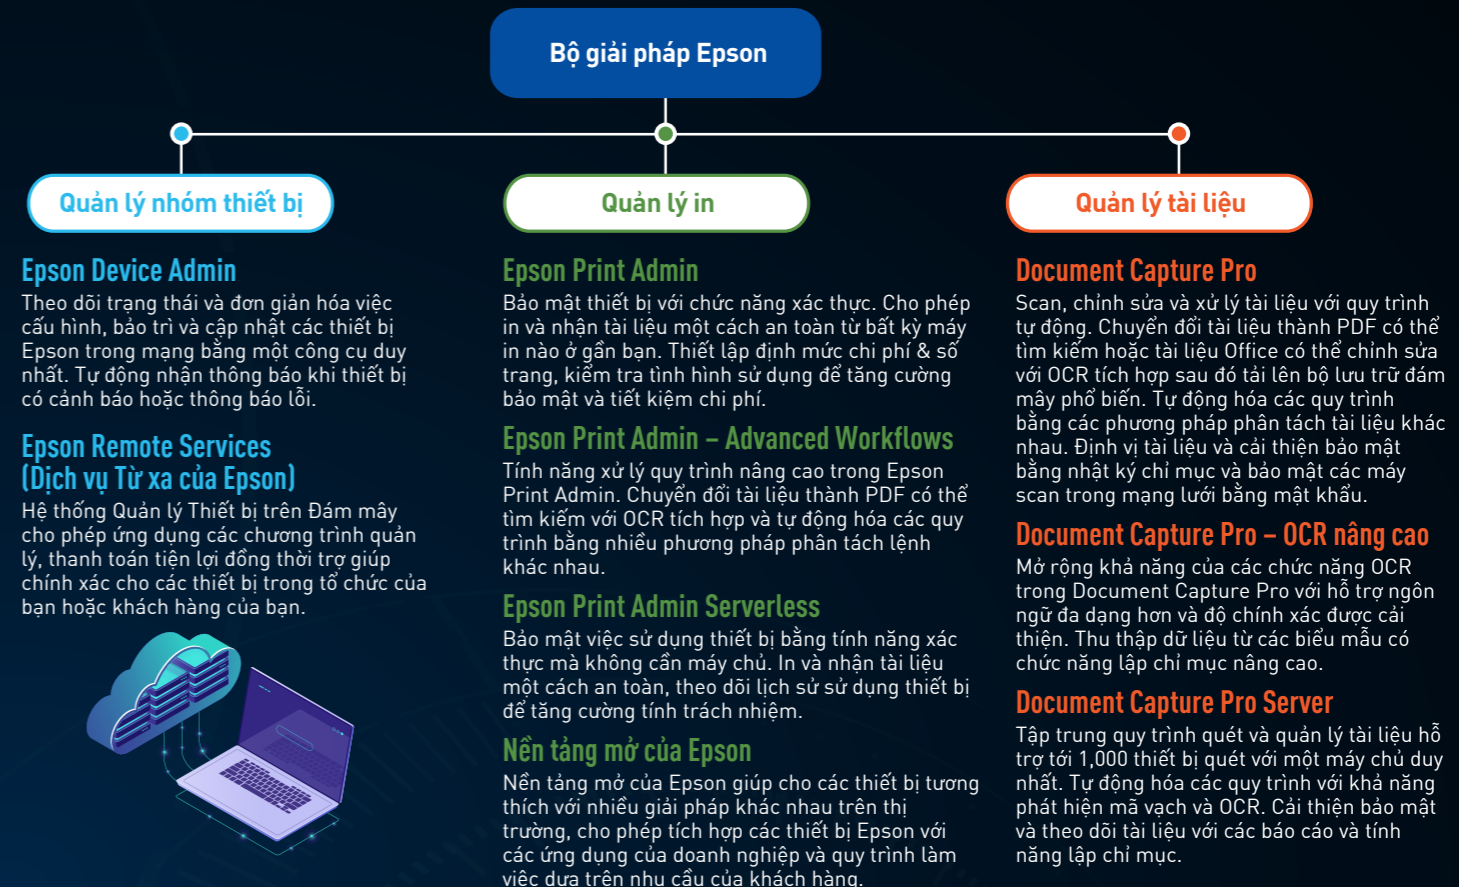 Bộ giải pháp Epson
Quản lý nhóm thiết bị
Epson Device Admin
Theo dõi trạng thái và đơn giản hóa việc
cấu hình, bảo trì và cập nhật các thiết bị
Epson trong mạng bằng một công cụ duy
nhất. Tự động nhận thông báo khi thiết bị
có cảnh báo hoặc thông báo lỗi.
Epson Remote Services
(Dịch vụ Từ xa của Epson)
Hệ thống Quản lý Thiết bị trên Đám mây
cho phép ứng dụng các chương trình quản
lý, thanh toán tiện lợi đồng thời trợ giúp
chính xác cho các thiết bị trong tổ chức của
bạn hoặc khách hàng của bạn.
Quản lý in
Epson Print Admin
Bảo mật thiết bị với chức năng xác thực. Cho phép
in và nhận tài liệu một cách an toàn từ bất kỳ máy
in nào ở gần bạn. Thiết lập định mức chi phí & số
trang, kiểm tra tình hình sử dụng để tăng cường
bảo mật và tiết kiệm chi phí.
Epson Print Admin – Advanced Workflows
Tính năng xử lý quy trình nâng cao trong Epson
Print Admin. Chuyển đổi tài liệu thành PDF có thể
tìm kiếm với OCR tích hợp và tự động hóa các quy
trình bằng nhiều phương pháp phân tách lệnh
khác nhau.
Epson Print Admin Serverless
Bảo mật việc sử dụng thiết bị bằng tính năng xác
thực mà không cần máy chủ. In và nhận tài liệu
một cách an toàn, theo dõi lịch sử sử dụng thiết bị
để tăng cường tính trách nhiệm.
Nền tảng mở của Epson
Nền tảng mở của Epson giúp cho các thiết bị tương
thích với nhiều giải pháp khác nhau trên thị
trường, cho phép tích hợp các thiết bị Epson với
các ứng dụng của doanh nghiệp và quy trình làm
việc dựa trên nhu cầu của khách hàng.
Quản lý tài liệu
Document Capture Pro
Scan, chỉnh sửa và xử lý tài liệu với quy trình
tự động. Chuyển đổi tài liệu thành PDF có thể
tìm kiếm hoặc tài liệu Office có thể chỉnh sửa
với OCR tích hợp sau đó tải lên bộ lưu trữ đám
mây phổ biến. Tự động hóa các quy trình
bằng các phương pháp phân tách tài liệu khác
nhau. Định vị tài liệu và cải thiện bảo mật
bằng nhật ký chỉ mục và bảo mật các máy
scan trong mạng lưới bằng mật khẩu.
Document Capture Pro – OCR nâng cao
Mở rộng khả năng của các chức năng OCR
trong Document Capture Pro với hỗ trợ ngôn
ngữ đa dạng hơn và độ chính xác được cải
thiện. Thu thập dữ liệu từ các biểu mẫu có
chức năng lập chỉ mục nâng cao.
Document Capture Pro Server
Tập trung quy trình quét và quản lý tài liệu hỗ
trợ tới 1,000 thiết bị quét với một máy chủ duy
nhất. Tự động hóa các quy trình với khả năng
phát hiện mã vạch và OCR. Cải thiện bảo mật
và theo dõi tài liệu với các báo cáo và tính
năng lập chỉ mục.